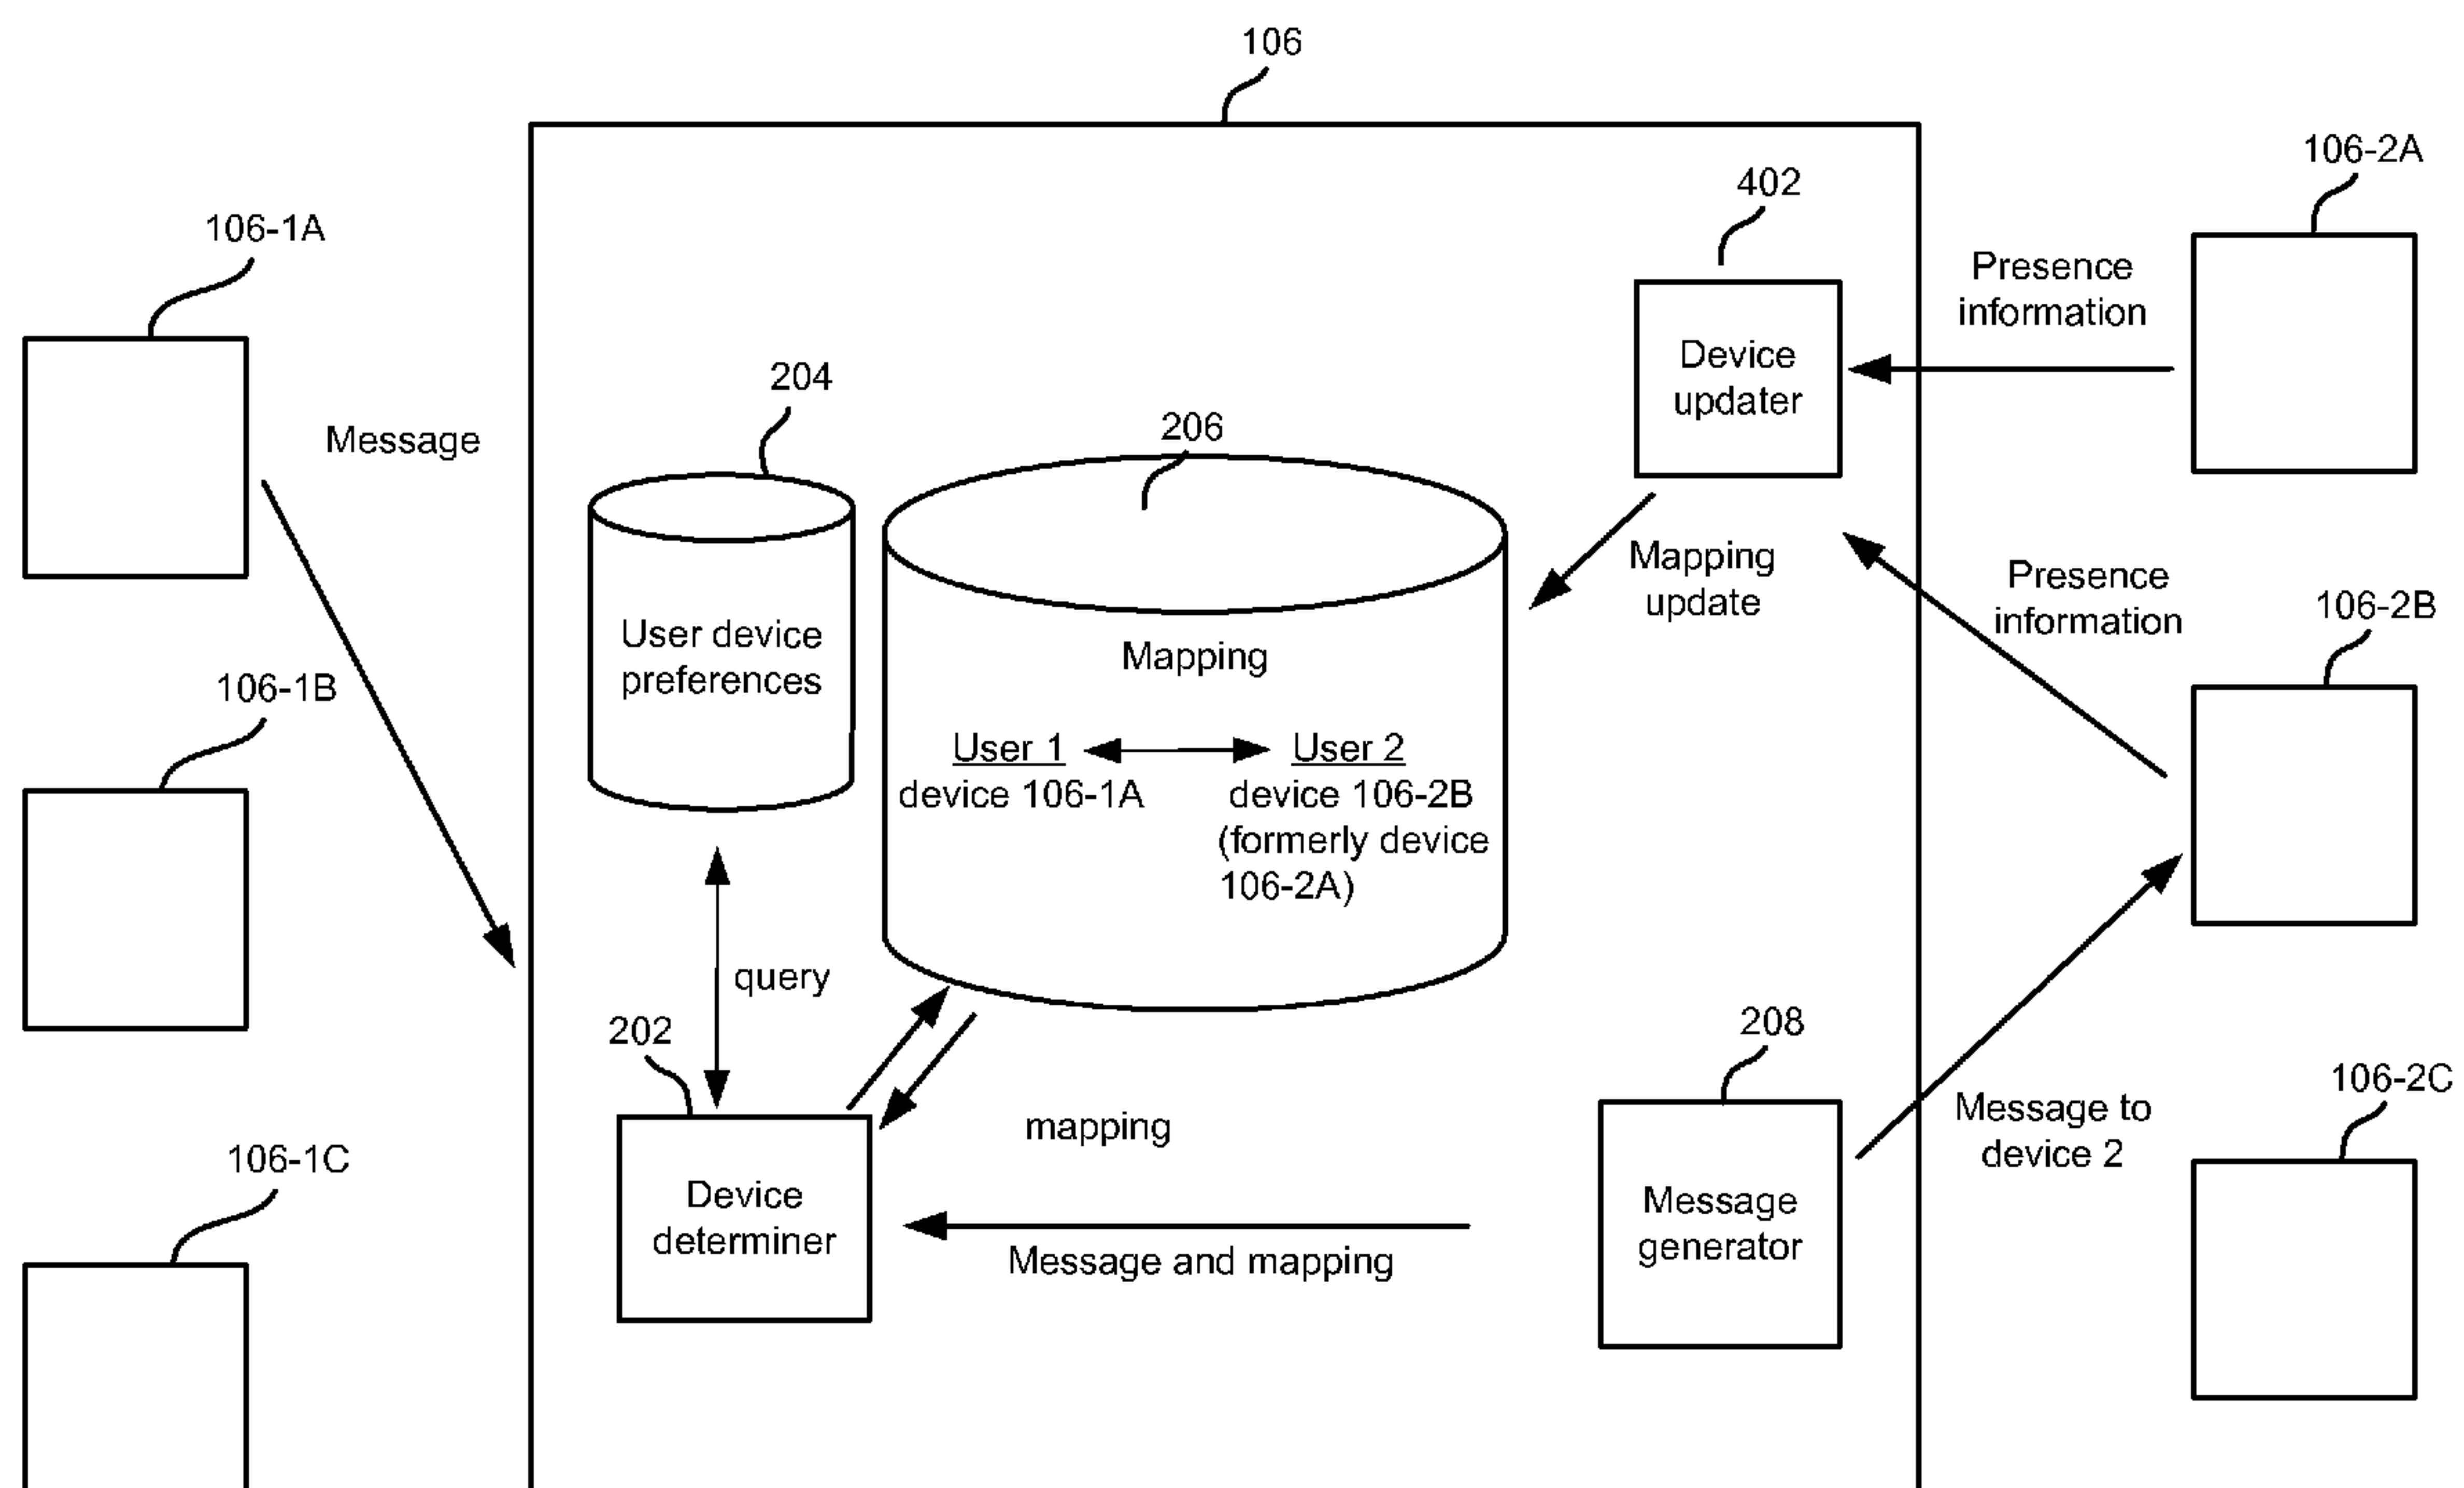 106
106-2A
402
106-1A
Presence
information
Device
updater
204
206
Message
Mapping
update
Presence
information
106-2B
User device
preferences
Mapping
106-1B
User 1
User 2
device 106-1A
device 106-2B
(formerly device
106-2A)
query
202
208
106-2C
mapping
Message to
device 2
106-1C
Device
determiner
Message
generator
Message and mapping